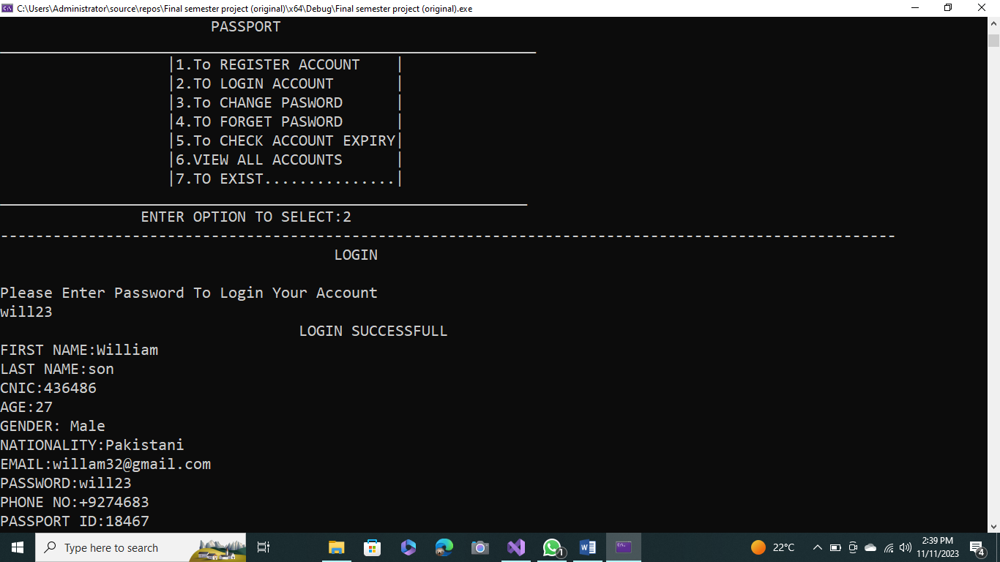 C:\Users\Administrator\source\repos\Final semester project (original)\x64\Debug\Final semester project (original).exe
PASSPORT
|1.To REGISTER ACCOUNT    |
|2.TO LOGIN ACCOUNT       |
|3.To CHANGE PASWORD      |
|4.TO FORGET PASWORD      |
|5.To CHECK ACCOUNT EXPIRY|
|6.VIEW ALL ACCOUNTS      |
|7.TO EXIST...............|
ENTER OPTION TO SELECT:2
------------------------------------------------------------------------------------------------------
LOGIN
Please Enter Password To Login Your Account
will23
LOGIN SUCCESSFULL
FIRST NAME:William
LAST NAME:son
CNIC:436486
AGE:27
GENDER: Male
NATIONALITY:Pakistani
EMAIL:willam32@gmail.com
PASSWORD:will23
PHONE NO:+9274683
PASSPORT ID:18467
Type here to search
1
22°C
2:39 PM
11/11/2023
4